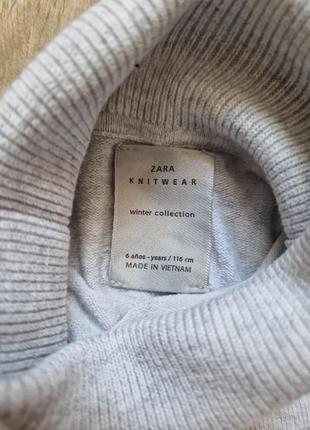 ZARA
KNITWEAR
winter collection
6 años - years / 116 cm
MADE IN VIETNAM